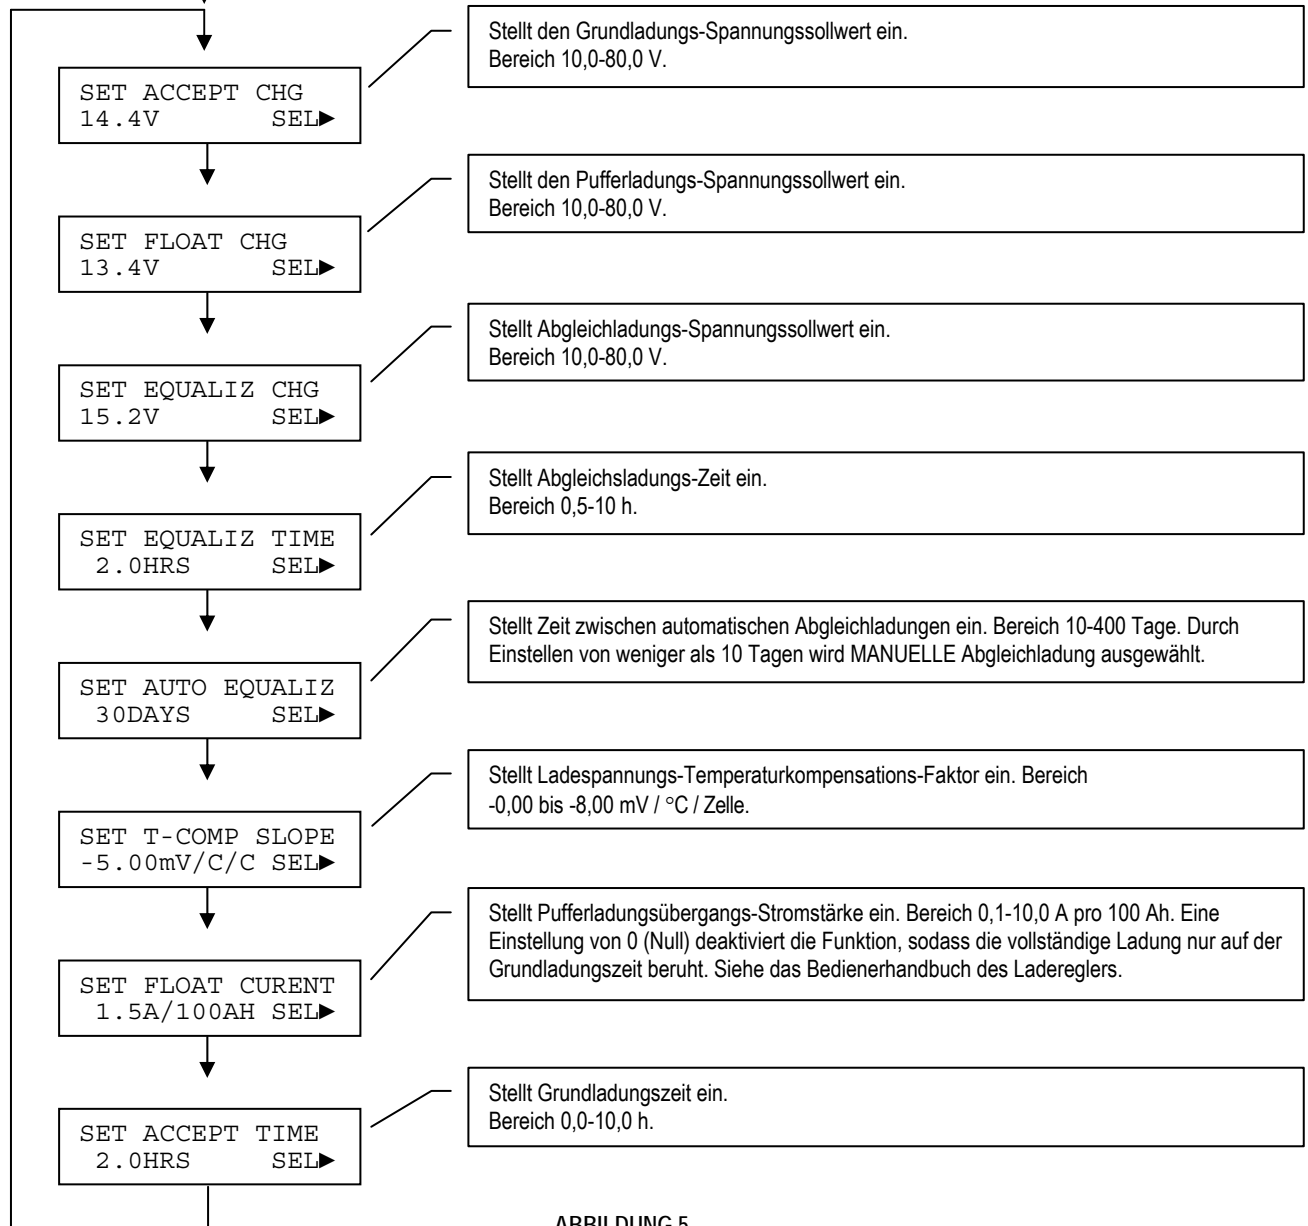 Stellt den Grundladungs-Spannungssollwert ein.
Bereich 10,0-80,0 V.
SET ACCEPT CHG
14.4V SEL►
Stellt den Pufferladungs-Spannungssollwert ein.
Bereich 10,0-80,0 V.
SET FLOAT CHG
13.4V SEL►
Stellt Abgleichladungs-Spannungssollwert ein.
Bereich 10,0-80,0 V.
SET EQUALIZ CHG
15.2V SEL►
Stellt Abgleichsladungs-Zeit ein.
Bereich 0,5-10 h.
SET EQUALIZ TIME
2.0HRS SEL►
Stellt Zeit zwischen automatischen Abgleichladungen ein. Bereich 10-400 Tage. Durch
Einstellen von weniger als 10 Tagen wird MANUELLE Abgleichladung ausgewählt.
SET AUTO EQUALIZ
30DAYS SEL►
Stellt Ladespannungs-Temperaturkompensations-Faktor ein. Bereich
-0,00 bis -8,00 mV / °C / Zelle.
SET T-COMP SLOPE
-5.00mV/C/C SEL►
Stellt Pufferladungsübergangs-Stromstärke ein. Bereich 0,1-10,0 A pro 100 Ah. Eine
Einstellung von 0 (Null) deaktiviert die Funktion, sodass die vollständige Ladung nur auf der
Grundladungszeit beruht. Siehe das Bedienerhandbuch des Ladereglers.
SET FLOAT CURENT
1.5A/100AH SEL►
Stellt Grundladungszeit ein.
Bereich 0,0-10,0 h.
SET ACCEPT TIME
2.0HRS SEL►
ABBILDUNG 5